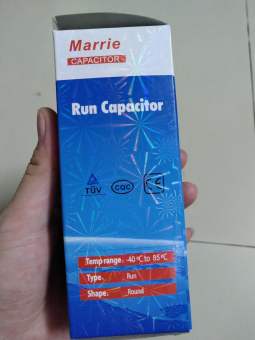 Marrie
CAPACITOR
Run Capacitor
TÜV
CQC
Temp range: -40℃ to 85℃
Type: Run
Shape: Round